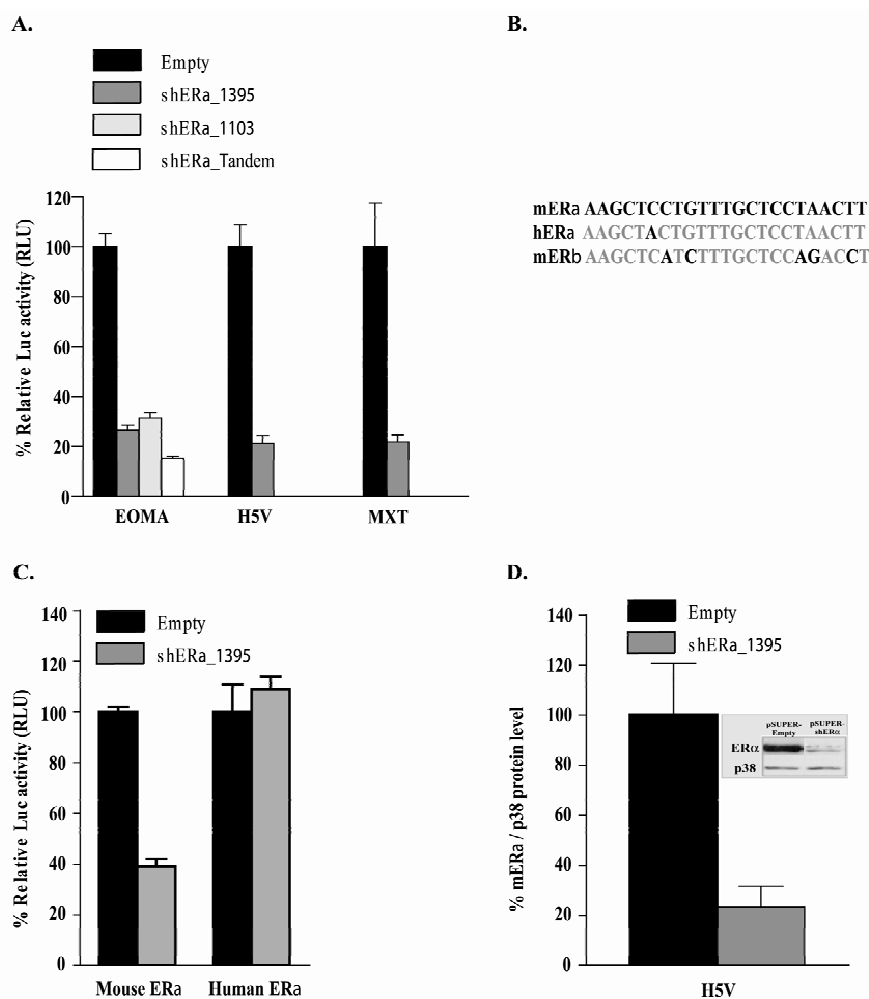 A.
Empty
shERa_1395
shERa_1103
shERa_Tandem
% Relative Luc activity (RLU)
120
100
80
60
40
20
0
EOMA H5V MXT
B.
mERa AAGCTCCTGTTTGCTCCTAACTT
hERa AAGCTACTGTTTGCTCCTAACTT
mERb AAGCTCATCTTTGCTCCAGACCT
C.
Empty
shERa_1395
% Relative Luc activity (RLU)
140
120
100
80
60
40
20
0
Mouse ERa Human ERa
D.
Empty
shERa_1395
% mERa / p38 protein level
140
120
100
80
60
40
20
0
pSUPER- pSUPER-
Empty shERα
ERα
p38
H5V